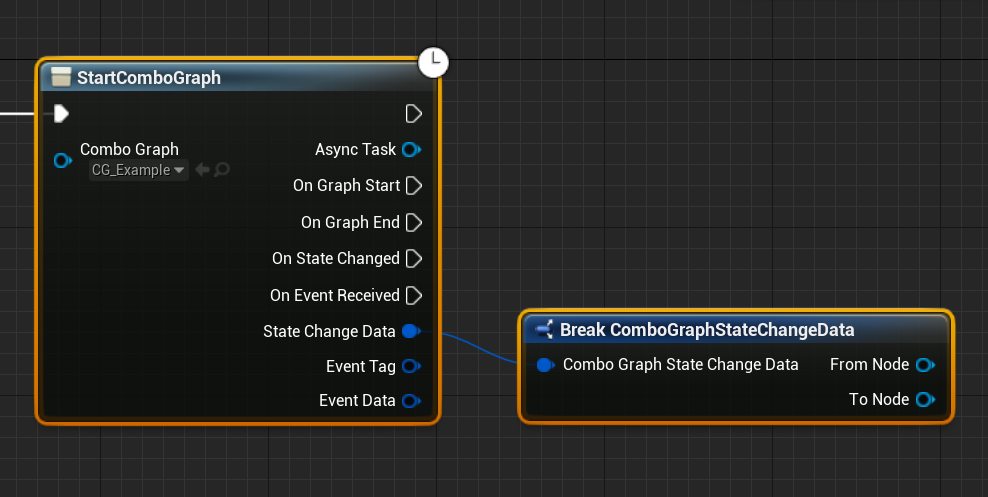 StartComboGraph
Combo Graph
CG_Example
Async Task
On Graph Start
On Graph End
On State Changed
On Event Received
State Change Data
Event Tag
Event Data
Break ComboGraphStateChangeData
Combo Graph State Change Data
From Node
To Node